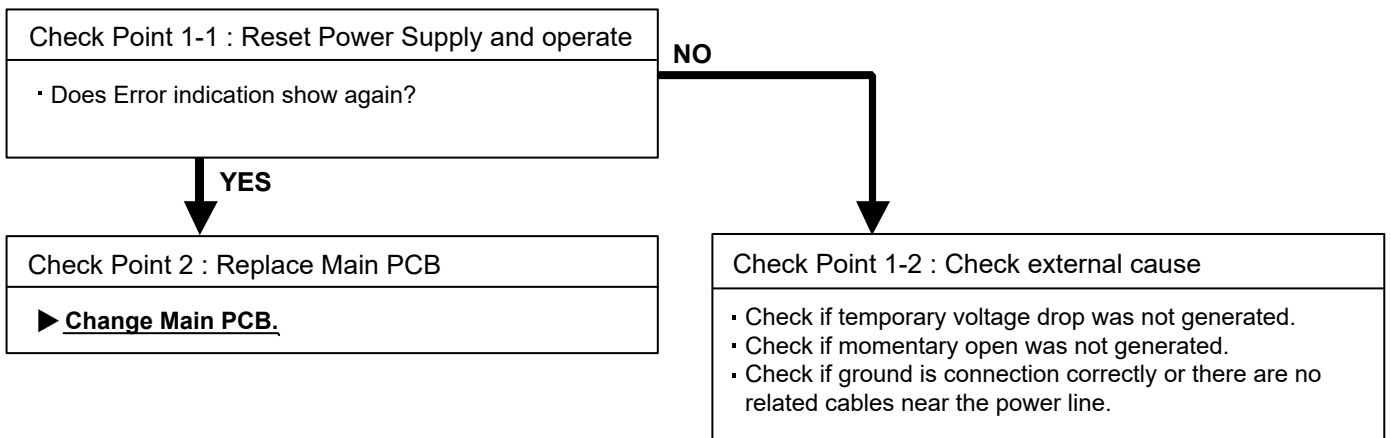 Check Point 1-1 : Reset Power Supply and operate
▪ Does Error indication show again?
NO
YES
Check Point 2 : Replace Main PCB
▶ Change Main PCB.
Check Point 1-2 : Check external cause
▪ Check if temporary voltage drop was not generated.
▪ Check if momentary open was not generated.
▪ Check if ground is connection correctly or there are no
related cables near the power line.